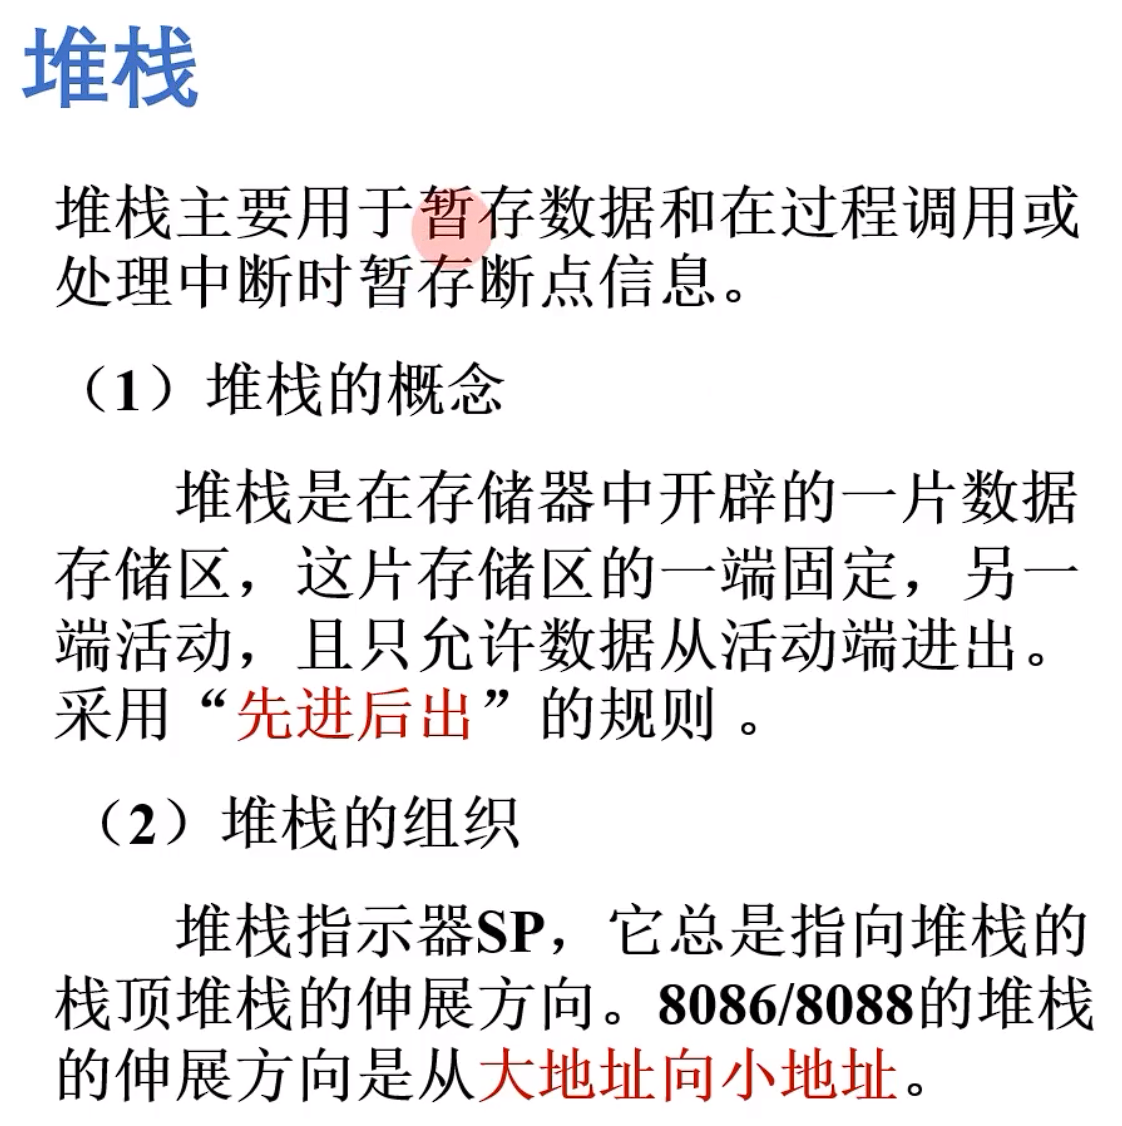 堆栈
堆栈主要用于暂存数据和在过程调用或
处理中断时暂存断点信息。
（1）堆栈的概念
堆栈是在存储器中开辟的一片数据
存储区，这片存储区的一端固定，另一
端活动，且只允许数据从活动端进出。
采用“先进后出”的规则 。
（2）堆栈的组织
堆栈指示器SP，它总是指向堆栈的
栈顶堆栈的伸展方向。8086/8088的堆栈
的伸展方向是从大地址向小地址。